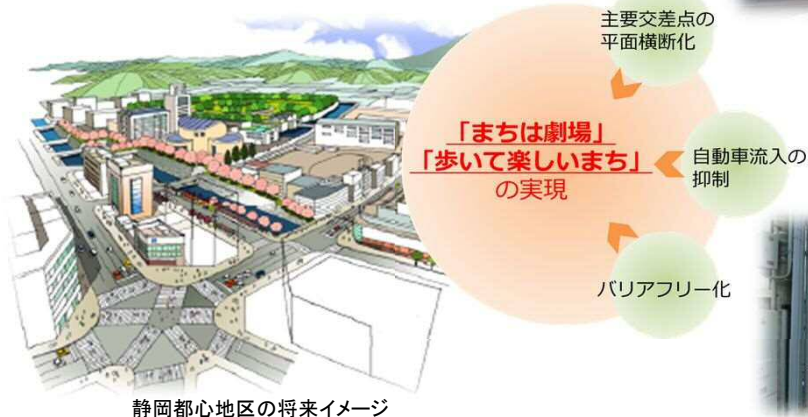 主要交差点の
平面横断化
「まちは劇場」
「歩いて楽しいまち」
の実現
自動車流入の
抑制
バリアフリー化
静岡都心地区の将来イメージ